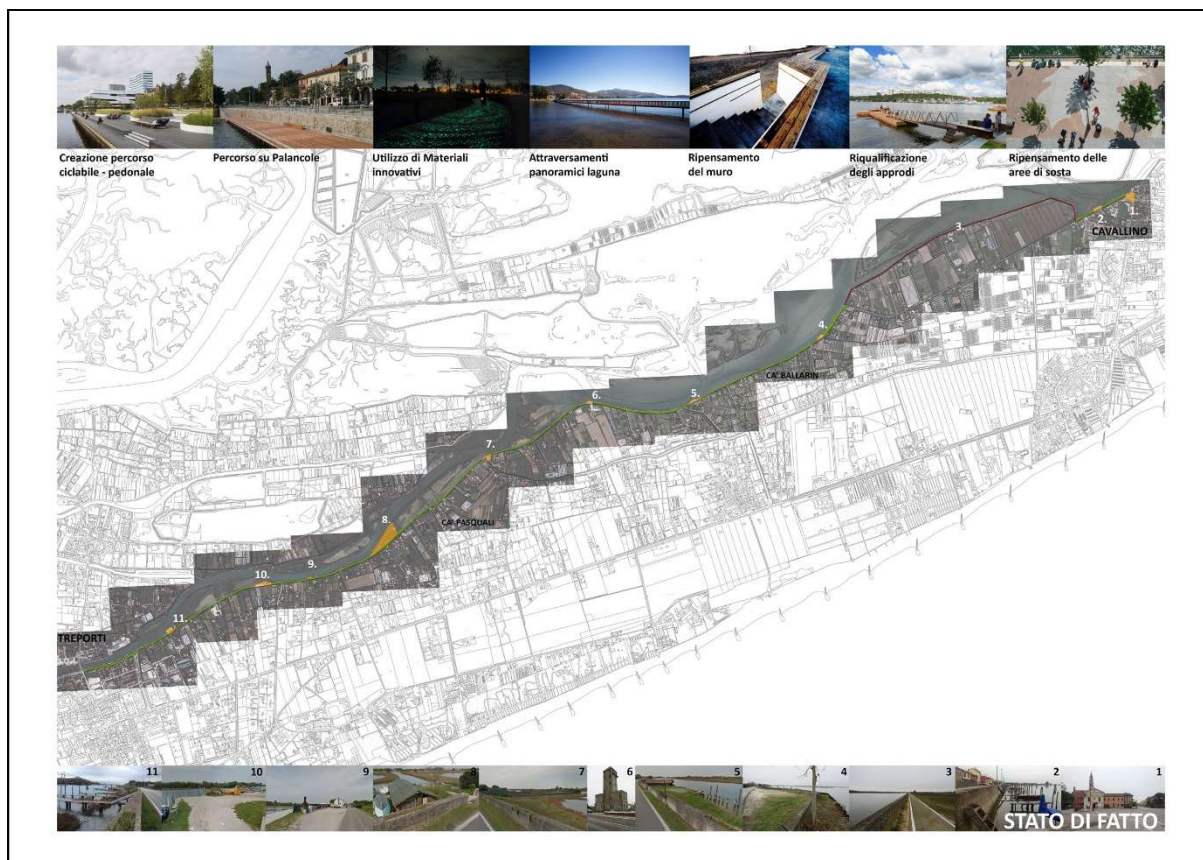 Creazione percorso
ciclabile - pedonale
Percorso su Palancole
Utilizzo di Materiali
innovativi
Attraversamenti
panoramici laguna
Ripensamento
del muro
Riqualificazione
degli approdi
Ripensamento delle
aree di sosta
1.
2.
CAVALLINO
3.
4.
CA' BALLARIN
5.
6.
7.
CA' PASQUALI
8.
9.
10.
11.
TREPORTI
11
10
9
8
7
6
5
4
3
2
1
STATO DI FATTO